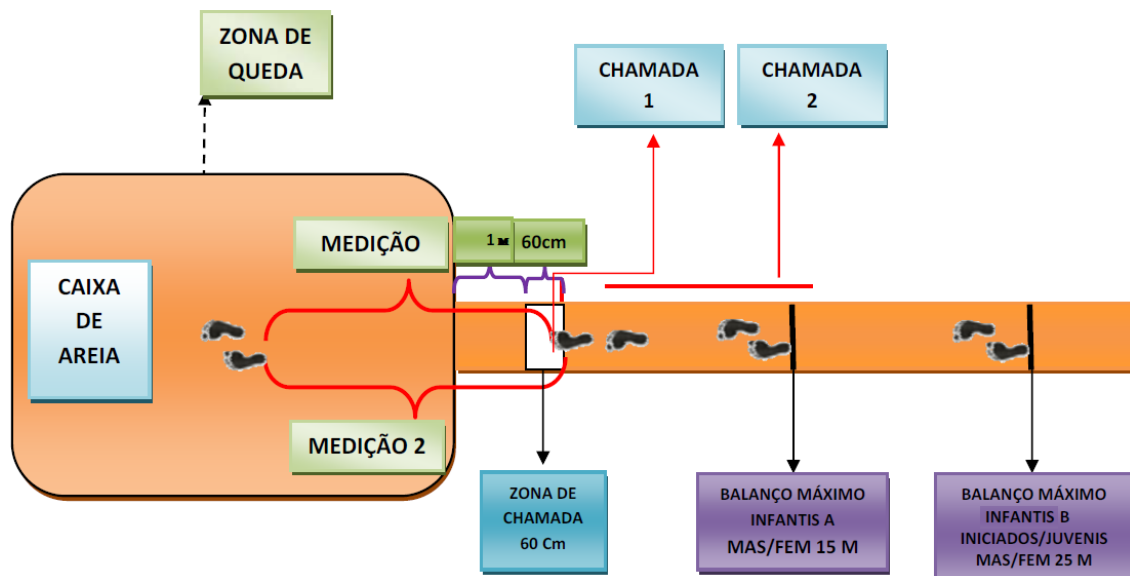 ZONA DE
QUEDA
CHAMADA
1
CHAMADA
2
MEDIÇÃO
1 M
60cm
CAIXA
DE
AREIA
MEDIÇÃO 2
ZONA DE
CHAMADA
60 Cm
BALANÇO MÁXIMO
INFANTIS A
MAS/FEM 15 M
BALANÇO MÁXIMO
INFANTIS B
INICIADOS/JUVENIS
MAS/FEM 25 M